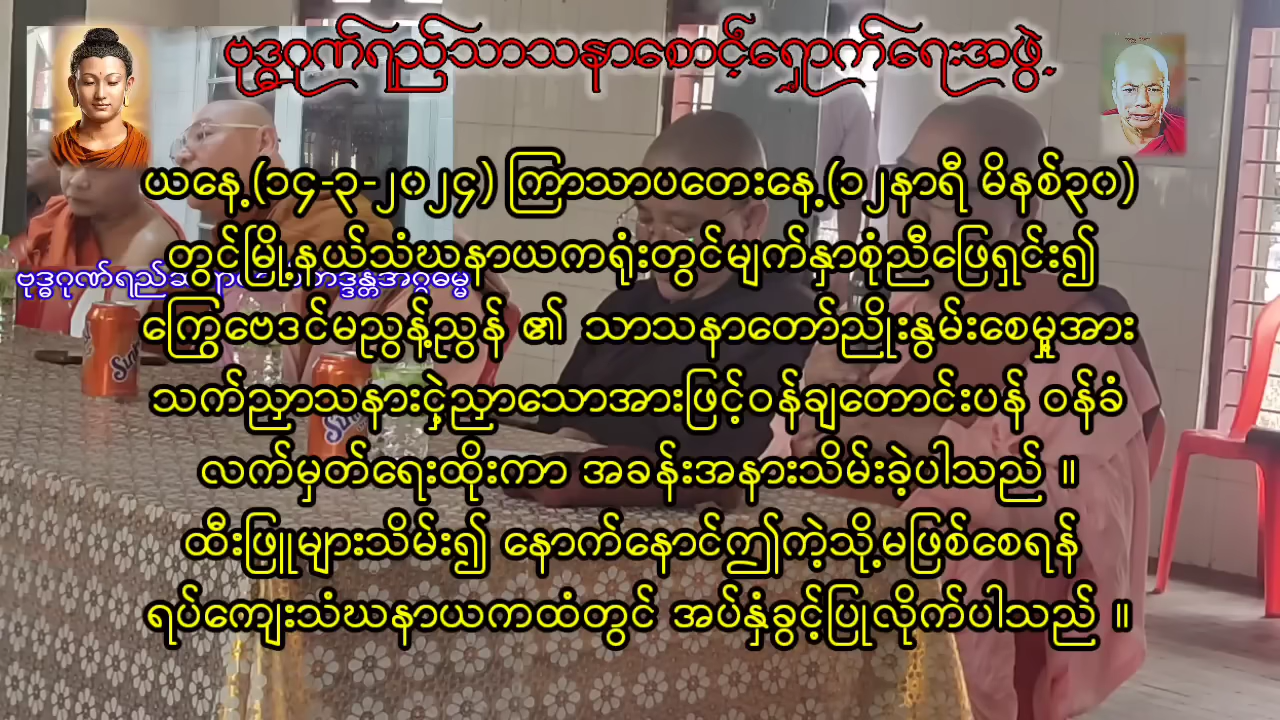 ဗုဒ္ဓဂုဏ်ရည်သာသနာစောင့်ရှောက်ရေးအဖွဲ့
ယနေ့(၁၄-၃-၂၀၂၄) ကြာသာပတေးနေ့(၁၂နာရီ မိနစ်၃၀)
တွင်မြို့နယ်သံဃနာယကရုံးတွင်မျက်နှာစုံညီဖြေရှင်း၍
ဗုဒ္ဓဂုဏ်ရည်
ကြွေဗေဒင်မညွန့်ညွန် ၏ သာသနာတော်ညိုးနွမ်းစေမှုအား
သက်ညှာသနားငှဲ့ညှာသောအားဖြင့်ဝန်ချတောင်းပန် ဝန်ခံ
လက်မှတ်ရေးထိုးကာ အခန်းအနားသိမ်းခဲ့ပါသည် ။
ထီးဖြူများသိမ်း၍ နောက်နောင်ဤကဲ့သို့မဖြစ်စေရန်
ရပ်ကျေးသံဃနာယကထံတွင် အပ်နှံခွင့်ပြုလိုက်ပါသည် ။